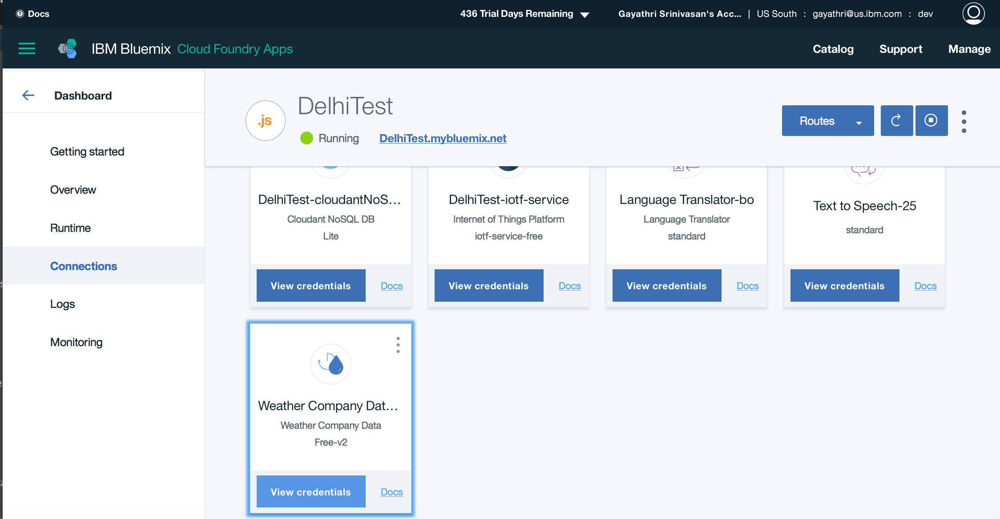 Docs
436 Trial Days Remaining
Gayathri Srinivasan's Acc... | US South : gayathri@us.ibm.com : dev
IBM Bluemix Cloud Foundry Apps
Catalog Support Manage
Dashboard
Getting started
Overview
Runtime
Connections
Logs
Monitoring
.js
DelhiTest
Running DelhiTest.mybluemix.net
Routes
DelhiTest-cloudantNoS...
Cloudant NoSQL DB
Lite
View credentials Docs
DelhiTest-iotf-service
Internet of Things Platform
iotf-service-free
View credentials Docs
Language Translator-bo
Language Translator
standard
View credentials Docs
Text to Speech-25
standard
View credentials Docs
Weather Company Dat...
Weather Company Data
Free-v2
View credentials Docs